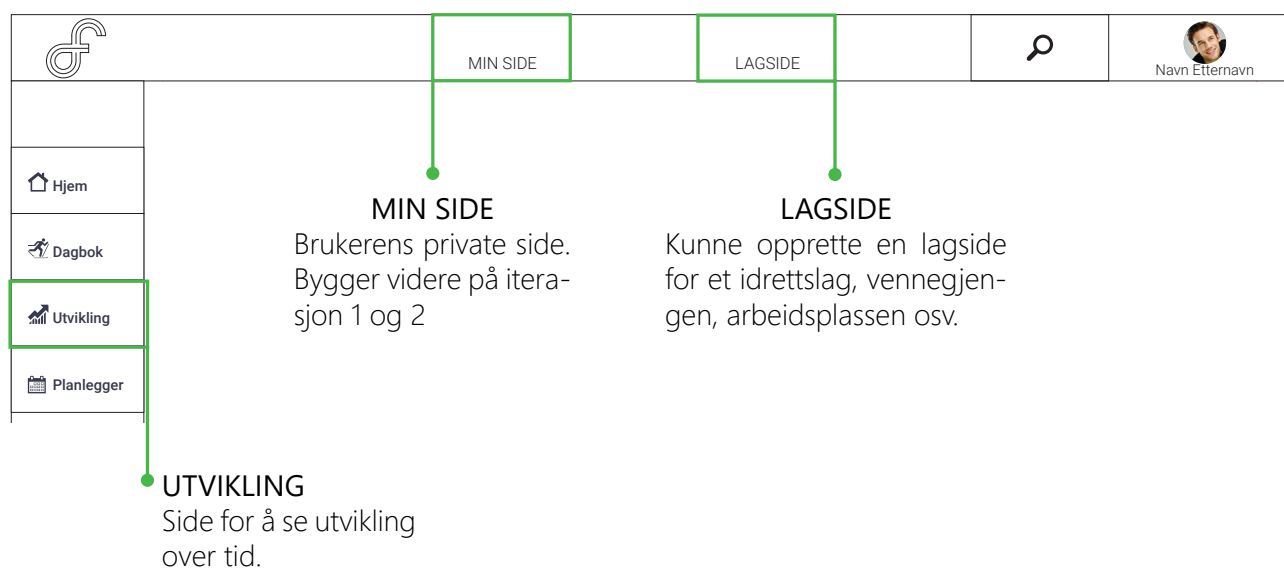 MIN SIDE
LAGSIDE
Navn Etternavn
Hjem
Dagbok
Utvikling
Planlegger
MIN SIDE
Brukerens private side.
Bygger videre på itera-
sjon 1 og 2
LAGSIDE
Kunne opprette en lagside
for et idrettslag, vennegjen-
gen, arbeidsplassen osv.
UTVIKLING
Side for å se utvikling
over tid.